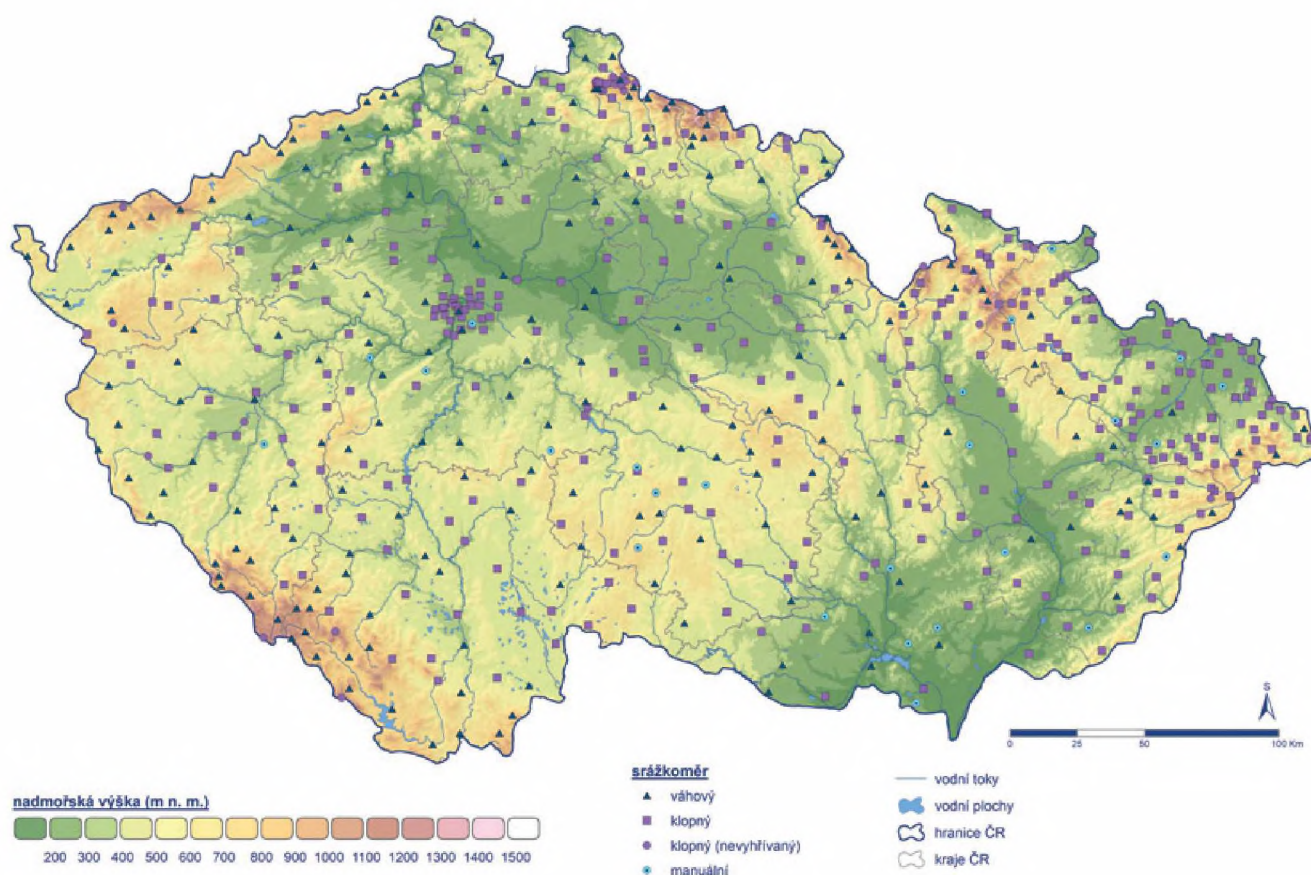 S
0 25 50 100 Km
nadmořská výška (m n. m.)
200 300 400 500 600 700 800 900 1000 1100 1200 1300 1400 1500
srážkoměr
váhový
klopný
klopný (nevyhřívaný)
manuální
vodní toky
vodní plochy
hranice ČR
kraje ČR